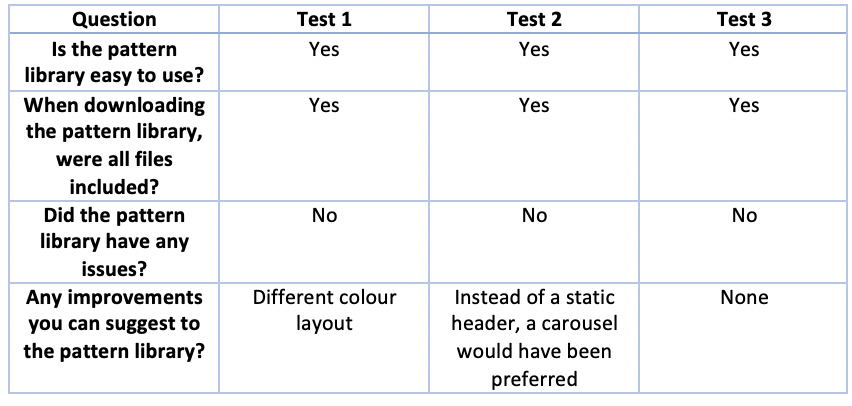 Question Test 1 Test 2 Test 3
Is the pattern Yes Yes Yes
library easy to use?
When downloading Yes Yes Yes
the pattern library,
were all files
included?
Did the pattern No No No
library have any
issues?
Any improvements Different colour Instead of a static None
you can suggest to layout header, a carousel
the pattern library? would have been
preferred